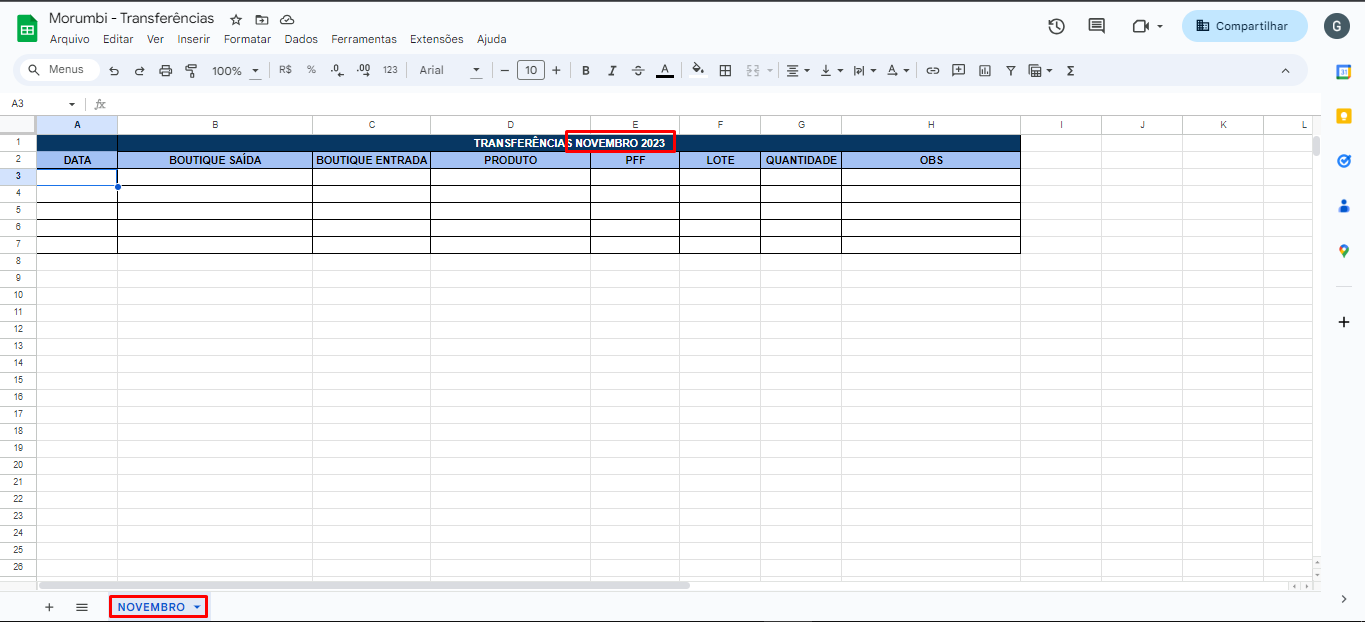 Morumbi - Transferências
Arquivo Editar Ver Inserir Formatar Dados Ferramentas Extensões Ajuda
Compartilhar
G
Menus 100% R$ % .0 .00 123 Arial 10 B I S A
A3 fx
A B C D E F G H I J K L
1 TRANSFERÊNCIAS NOVEMBRO 2023
2 DATA BOUTIQUE SAÍDA BOUTIQUE ENTRADA PRODUTO PFF LOTE QUANTIDADE OBS
3
4
5
6
7
8
9
10
11
12
13
14
15
16
17
18
19
20
21
22
23
24
25
26
NOVEMBRO